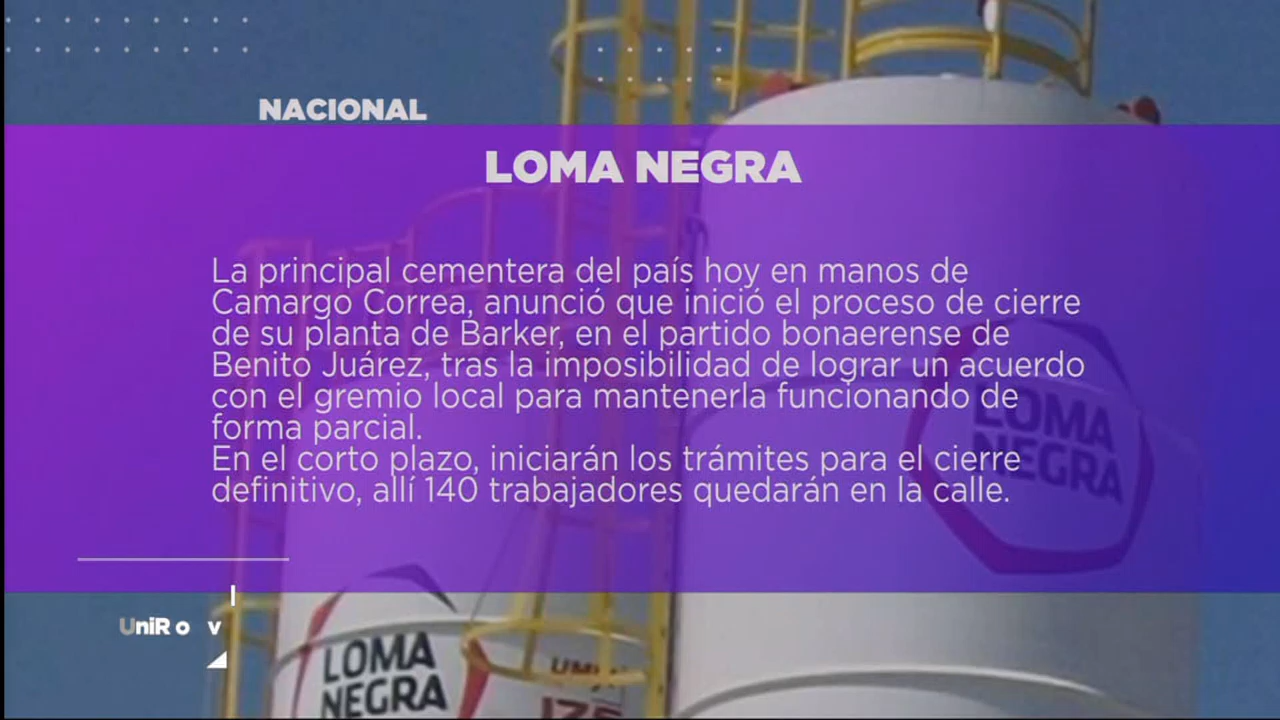 NACIONAL
LOMA NEGRA
La principal cementera del país hoy en manos de
Camargo Correa, anunció que inició el proceso de cierre
de su planta de Barker, en el partido bonaerense de
Benito Juárez, tras la imposibilidad de lograr un acuerdo
con el gremio local para mantenerla funcionando de
forma parcial.
En el corto plazo, iniciarán los trámites para el cierre
definitivo, allí 140 trabajadores quedarán en la calle.
LOMA
NEGRA
UniR o v
LOMA
NEGRA